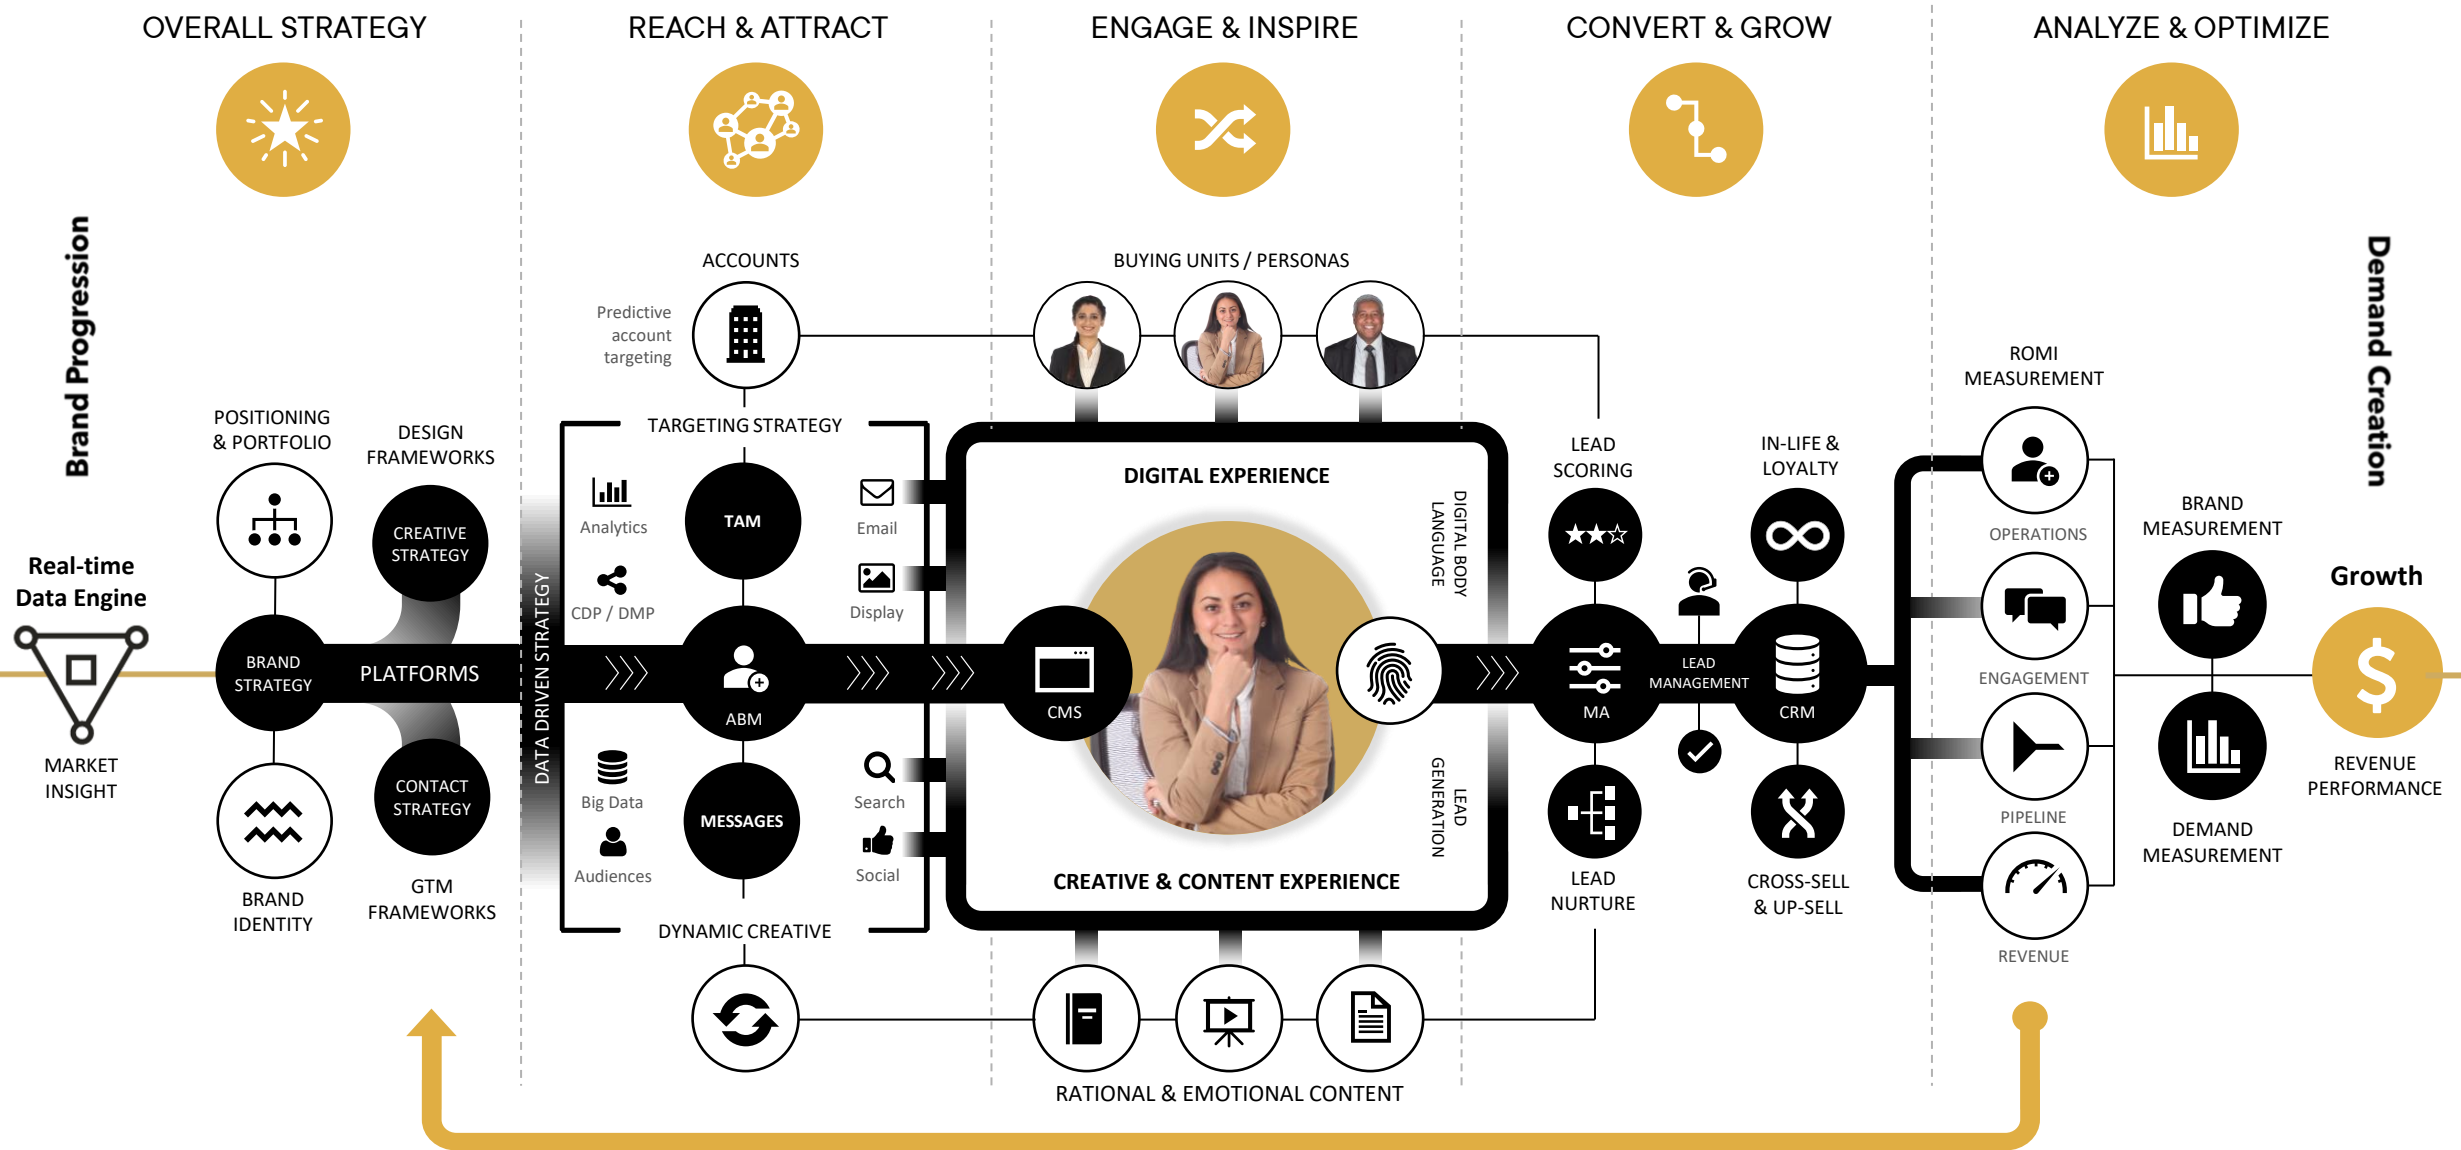 OVERALL STRATEGY
REACH & ATTRACT
ENGAGE & INSPIRE
CONVERT & GROW
ANALYZE & OPTIMIZE
Brand Progression
Real-time
Data Engine
MARKET
INSIGHT
POSITIONING
& PORTFOLIO
BRAND
STRATEGY
BRAND
IDENTITY
DESIGN
FRAMEWORKS
CREATIVE
STRATEGY
PLATFORMS
CONTACT
STRATEGY
GTM
FRAMEWORKS
DATA DRIVEN STRATEGY
ACCOUNTS
Predictive
account
targeting
TARGETING STRATEGY
Analytics
CDP / DMP
TAM
Email
Display
ABM
Big Data
Audiences
MESSAGES
Search
Social
DYNAMIC CREATIVE
BUYING UNITS / PERSONAS
DIGITAL EXPERIENCE
DIGITAL BODY
LANGUAGE
CMS
LEAD
GENERATION
CREATIVE & CONTENT EXPERIENCE
RATIONAL & EMOTIONAL CONTENT
LEAD
SCORING
MA
LEAD
MANAGEMENT
LEAD
NURTURE
IN-LIFE &
LOYALTY
CRM
CROSS-SELL
& UP-SELL
ROMI
MEASUREMENT
OPERATIONS
ENGAGEMENT
PIPELINE
REVENUE
BRAND
MEASUREMENT
DEMAND
MEASUREMENT
Demand Creation
Growth
$
REVENUE
PERFORMANCE